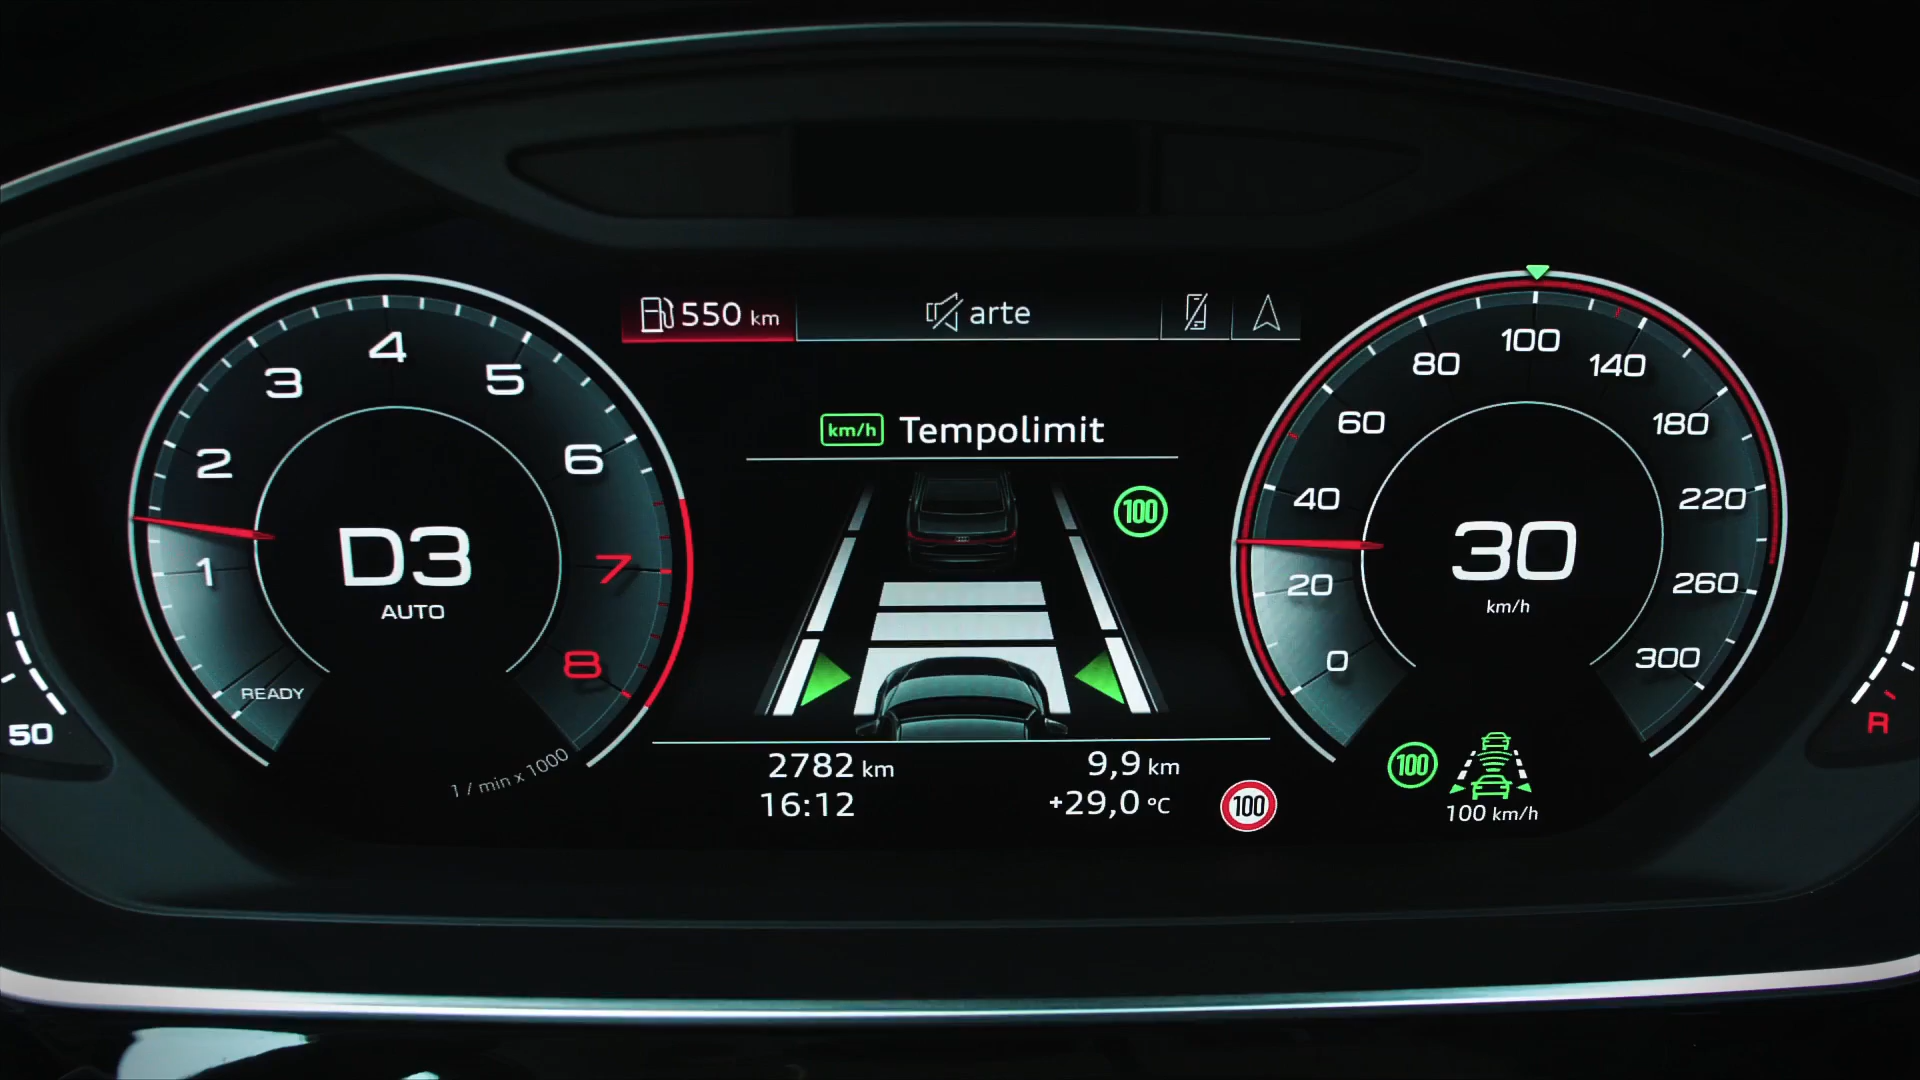 550 km
arte
km/h Tempolimit
100
1
2
3
4
5
6
7
8
D3
AUTO
READY
1 / min x 1000
0
20
40
60
80
100
140
180
220
260
300
30
km/h
2782 km
9,9 km
16:12
+29,0 °C
100
100
100 km/h
50
R